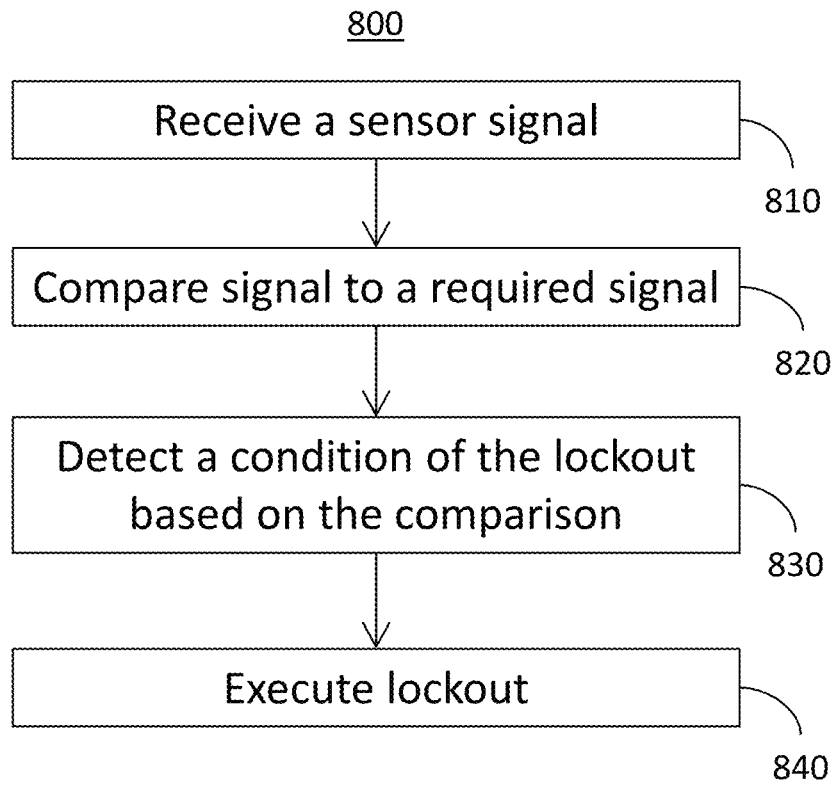 800
Receive a sensor signal
810
Compare signal to a required signal
820
Detect a condition of the lockout
based on the comparison
830
Execute lockout
840